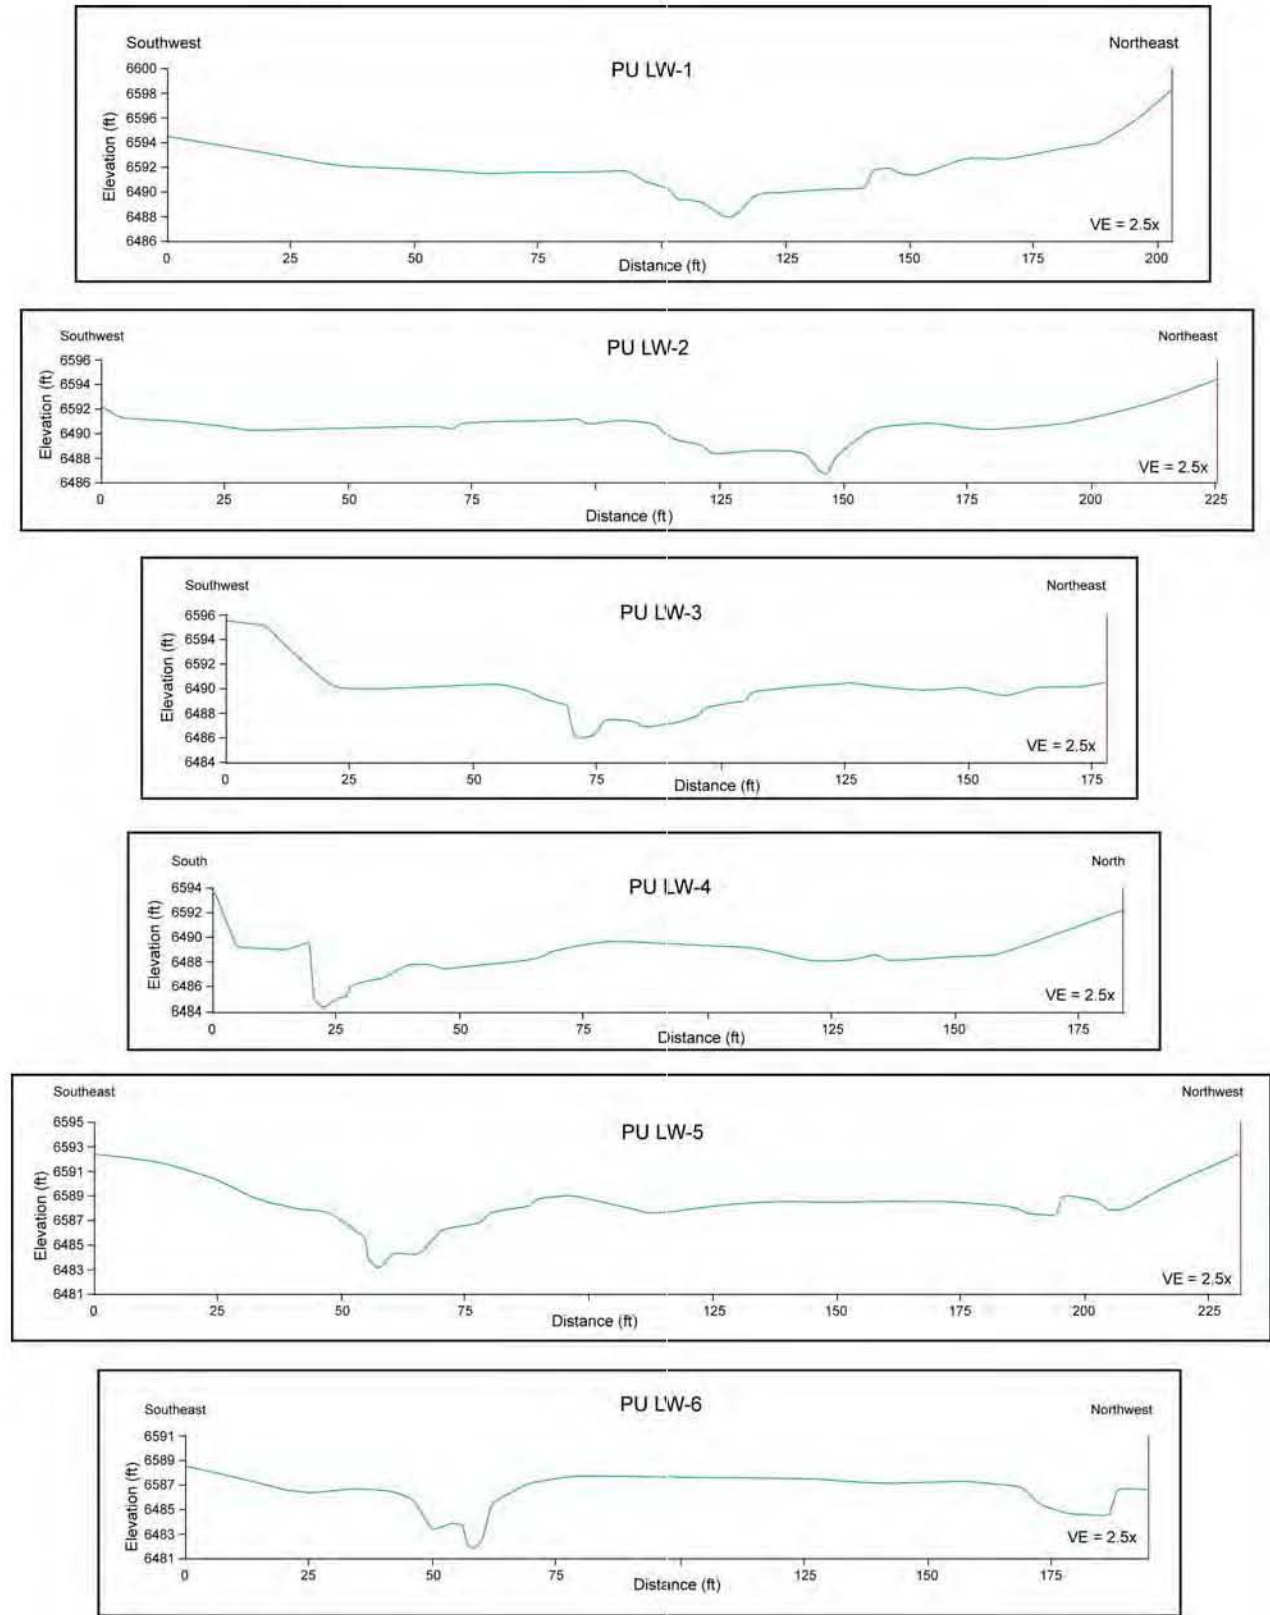 Southwest Northeast
PU LW-1
6600
6598
6596
6594
6592
6490
6488
6486
Elevation (ft)
VE = 2.5x
0 25 50 75 125 150 175 200
Distance (ft)
Southwest Northeast
PU LW-2
6596
6594
6592
6490
6488
6486
Elevation (ft)
VE = 2.5x
0 25 50 75 125 150 175 200 225
Distance (ft)
Southwest Northeast
PU LW-3
6596
6594
6592
6490
6488
6486
6484
Elevation (ft)
VE = 2.5x
0 25 50 75 125 150 175
Distance (ft)
South North
PU LW-4
6594
6592
6490
6488
6486
6484
Elevation (ft)
VE = 2.5x
0 25 50 75 125 150 175
Distance (ft)
Southeast Northwest
PU LW-5
6595
6593
6591
6589
6587
6485
6483
6481
Elevation (ft)
VE = 2.5x
0 25 50 75 125 150 175 200 225
Distance (ft)
Southeast Northwest
PU LW-6
6591
6589
6587
6485
6483
6481
Elevation (ft)
VE = 2.5x
0 25 50 75 125 150 175
Distance (ft)